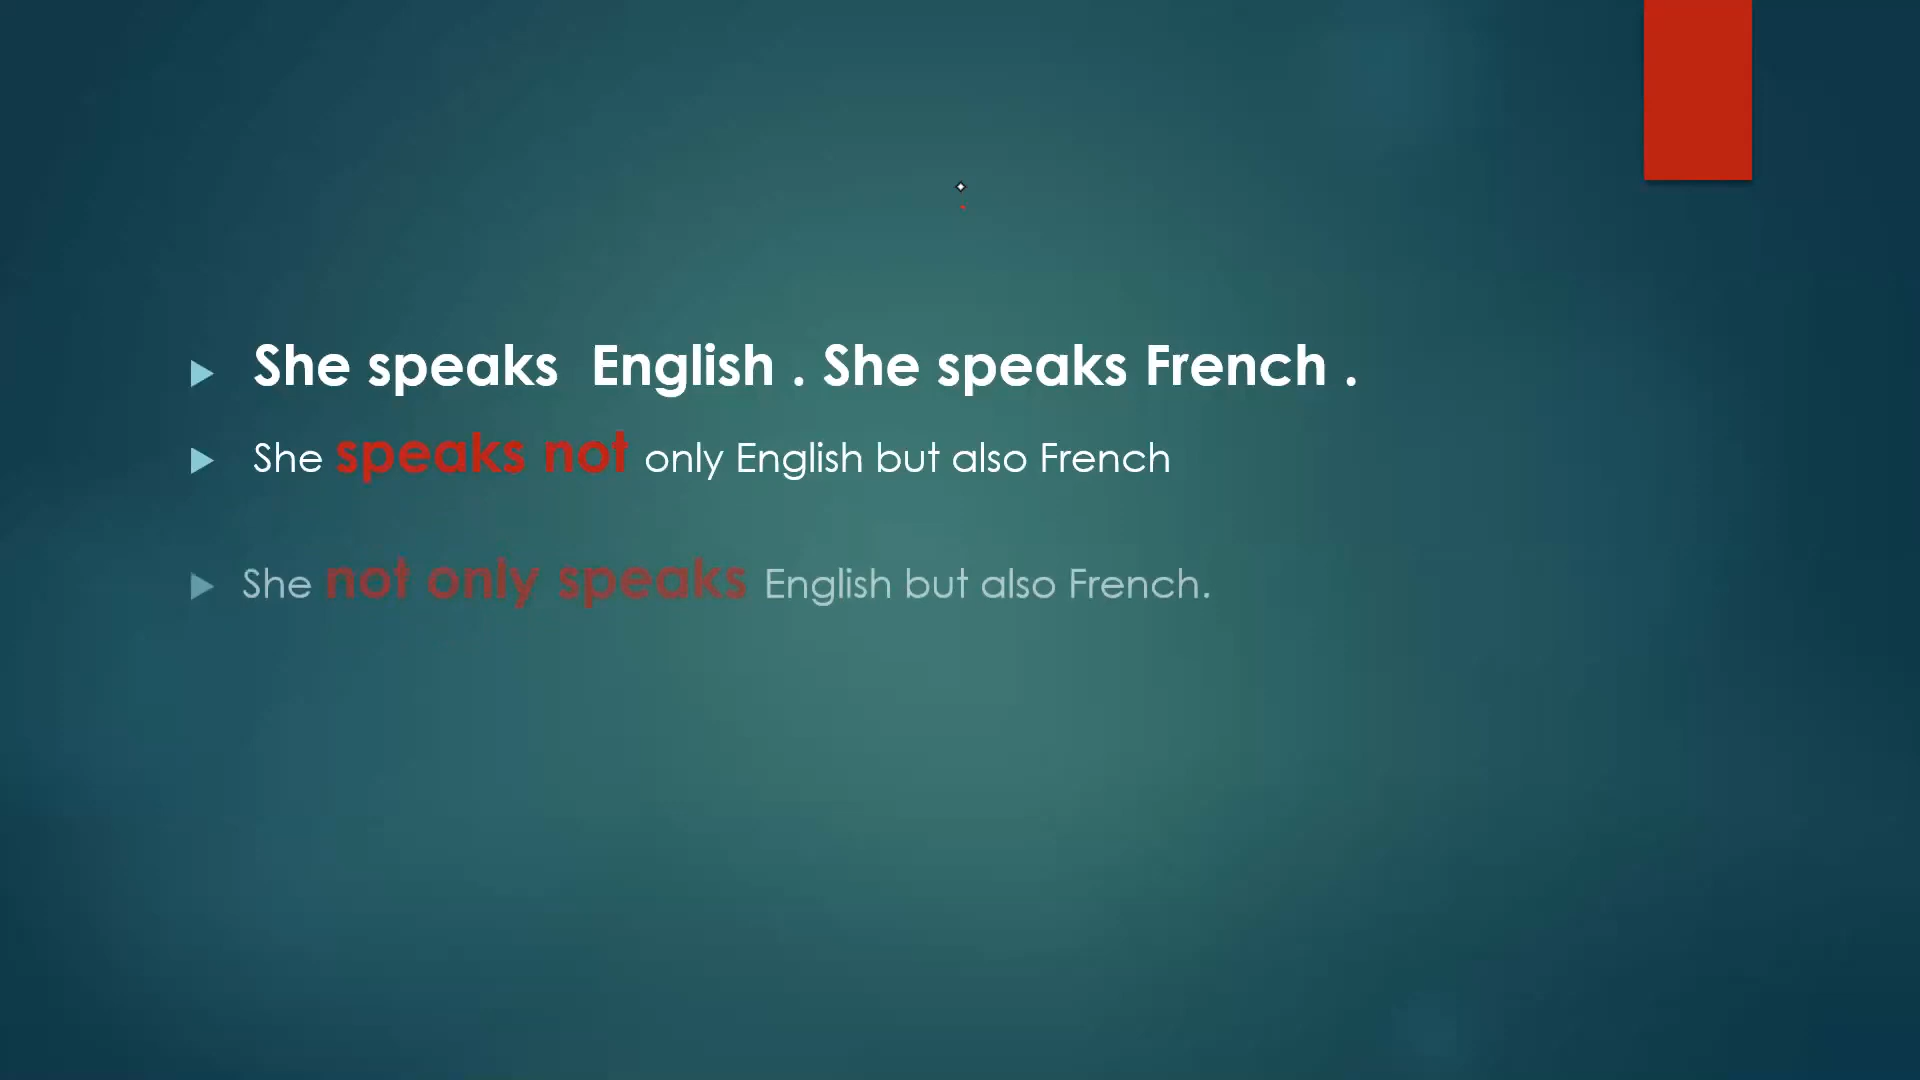 She speaks  English . She speaks French .
She speaks not only English but also French
She not only speaks English but also French.